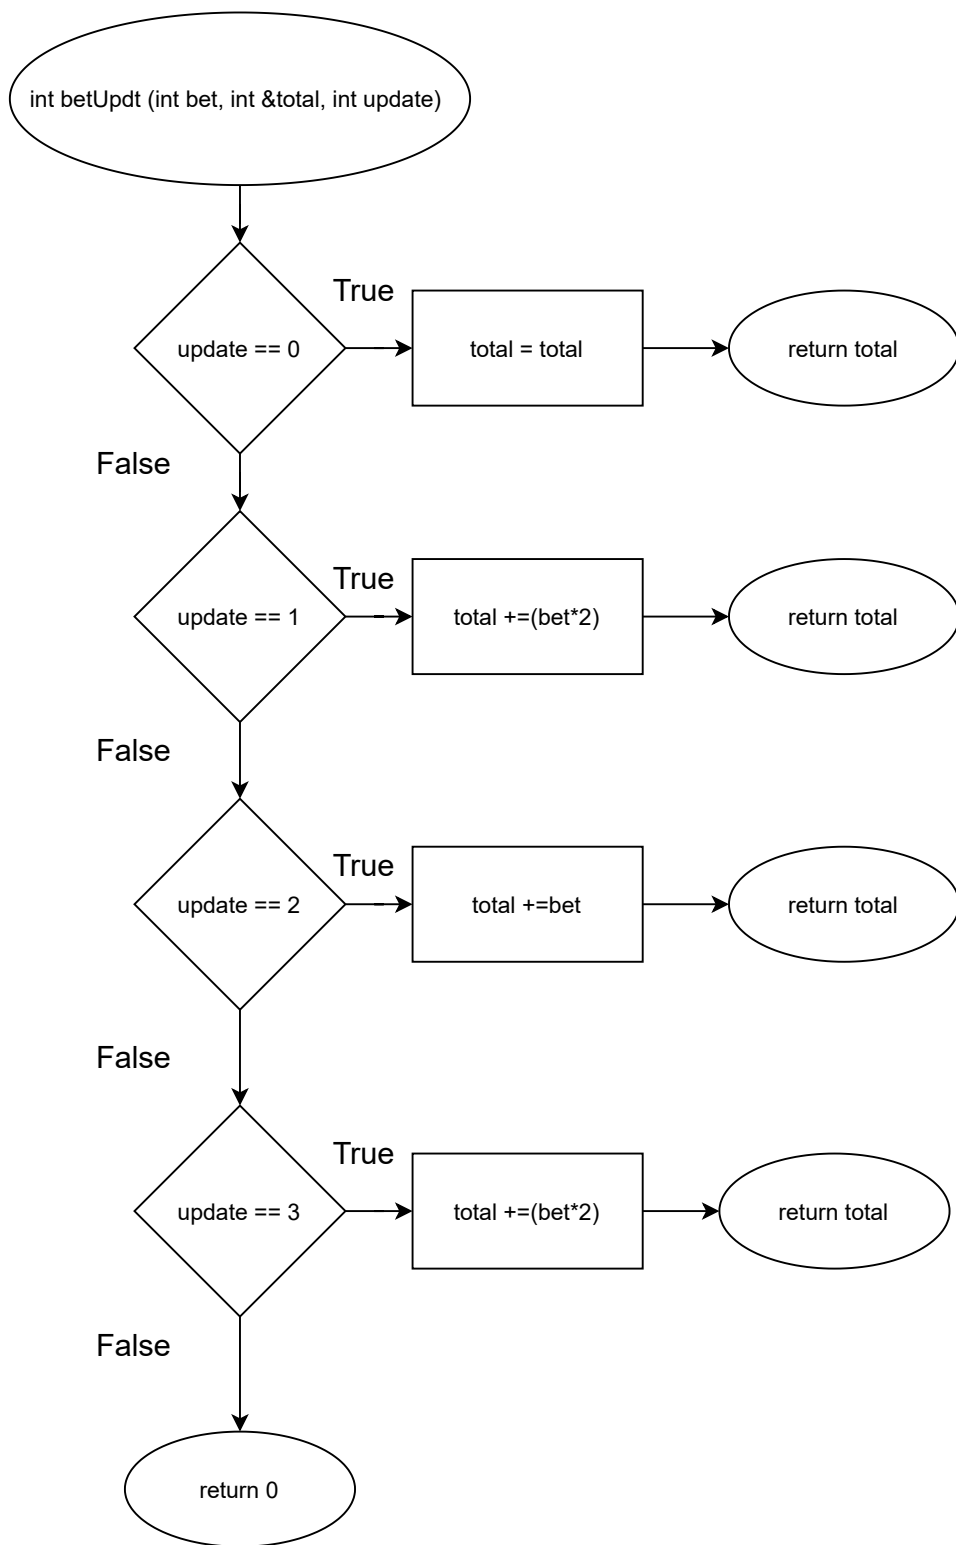 int betUpdt (int bet, int &total, int update)
True
update == 0
total = total
return total
False
True
update == 1
total +=(bet*2)
return total
False
True
update == 2
total +=bet
return total
False
True
update == 3
total +=(bet*2)
return total
False
return 0